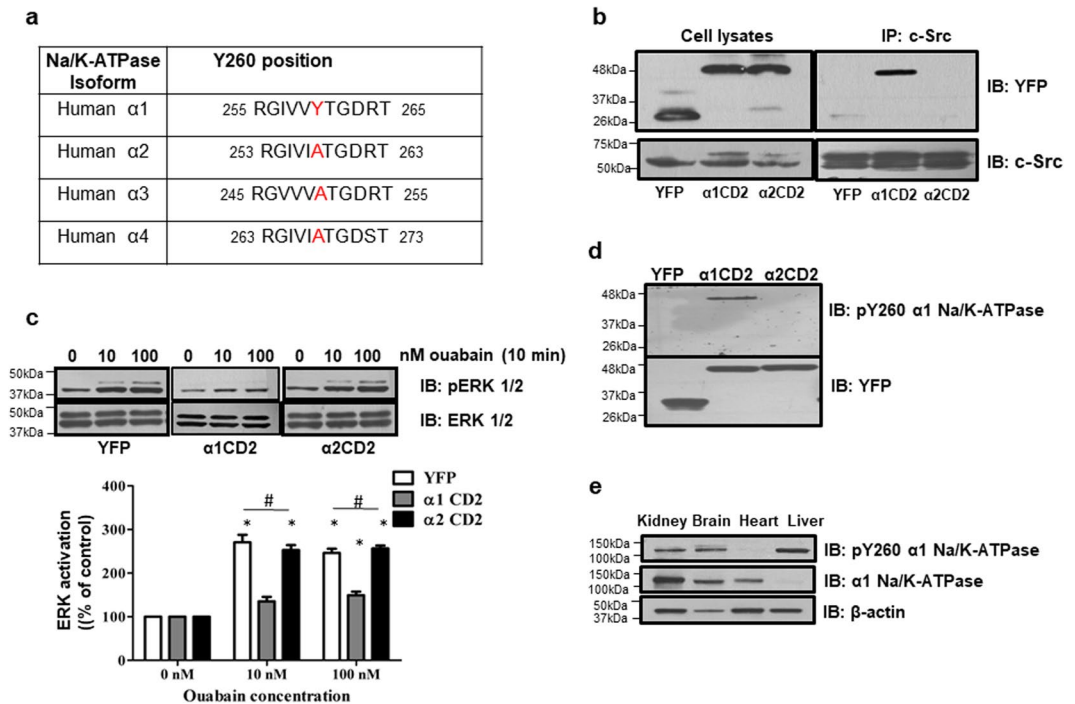 a
Na/K-ATPase Isoform
Y260 position
Human α1
255 RGIVVYTGDRT 265
Human α2
253 RGIVIATGDRT 263
Human α3
245 RGVVVATGDRT 255
Human α4
263 RGIVIATGDST 273
b
Cell lysates
IP: c-Src
48kDa
37kDa
26kDa
IB: YFP
75kDa
50kDa
IB: c-Src
YFP α1CD2 α2CD2
YFP α1CD2 α2CD2
c
0 10 100
0 10 100
0 10 100
nM ouabain (10 min)
50kDa
37kDa
IB: pERK 1/2
50kDa
37kDa
IB: ERK 1/2
YFP
α1CD2
α2CD2
YFP
α1 CD2
α2 CD2
ERK activation
((% of control)
400
300
200
100
0
#
#
* *
* * *
0 nM
10 nM
100 nM
Ouabain concentration
d
YFP α1CD2 α2CD2
48kDa
37kDa
IB: pY260 α1 Na/K-ATPase
48kDa
37kDa
26kDa
IB: YFP
e
Kidney Brain Heart Liver
150kDa
100kDa
IB: pY260 α1 Na/K-ATPase
150kDa
100kDa
IB: α1 Na/K-ATPase
50kDa
37kDa
IB: β-actin